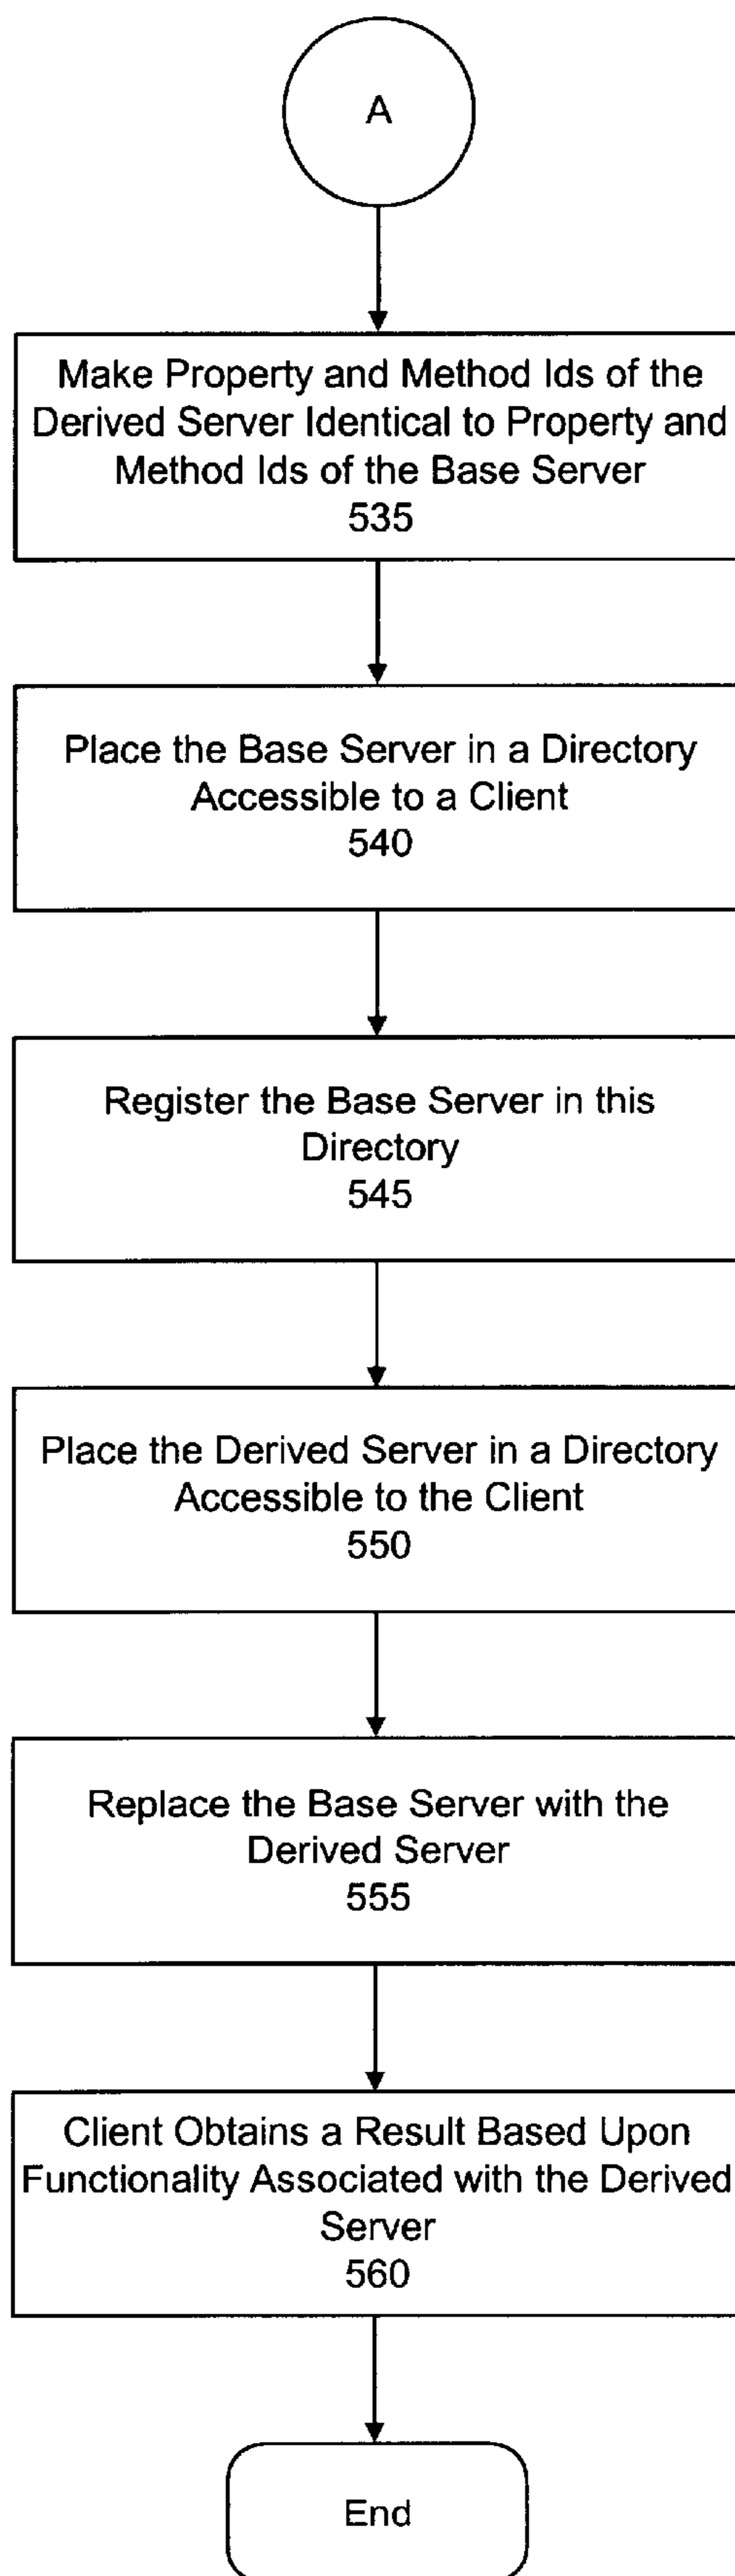 A
Make Property and Method Ids of the
Derived Server Identical to Property and
Method Ids of the Base Server
535
Place the Base Server in a Directory
Accessible to a Client
540
Register the Base Server in this
Directory
545
Place the Derived Server in a Directory
Accessible to the Client
550
Replace the Base Server with the
Derived Server
555
Client Obtains a Result Based Upon
Functionality Associated with the Derived
Server
560
End